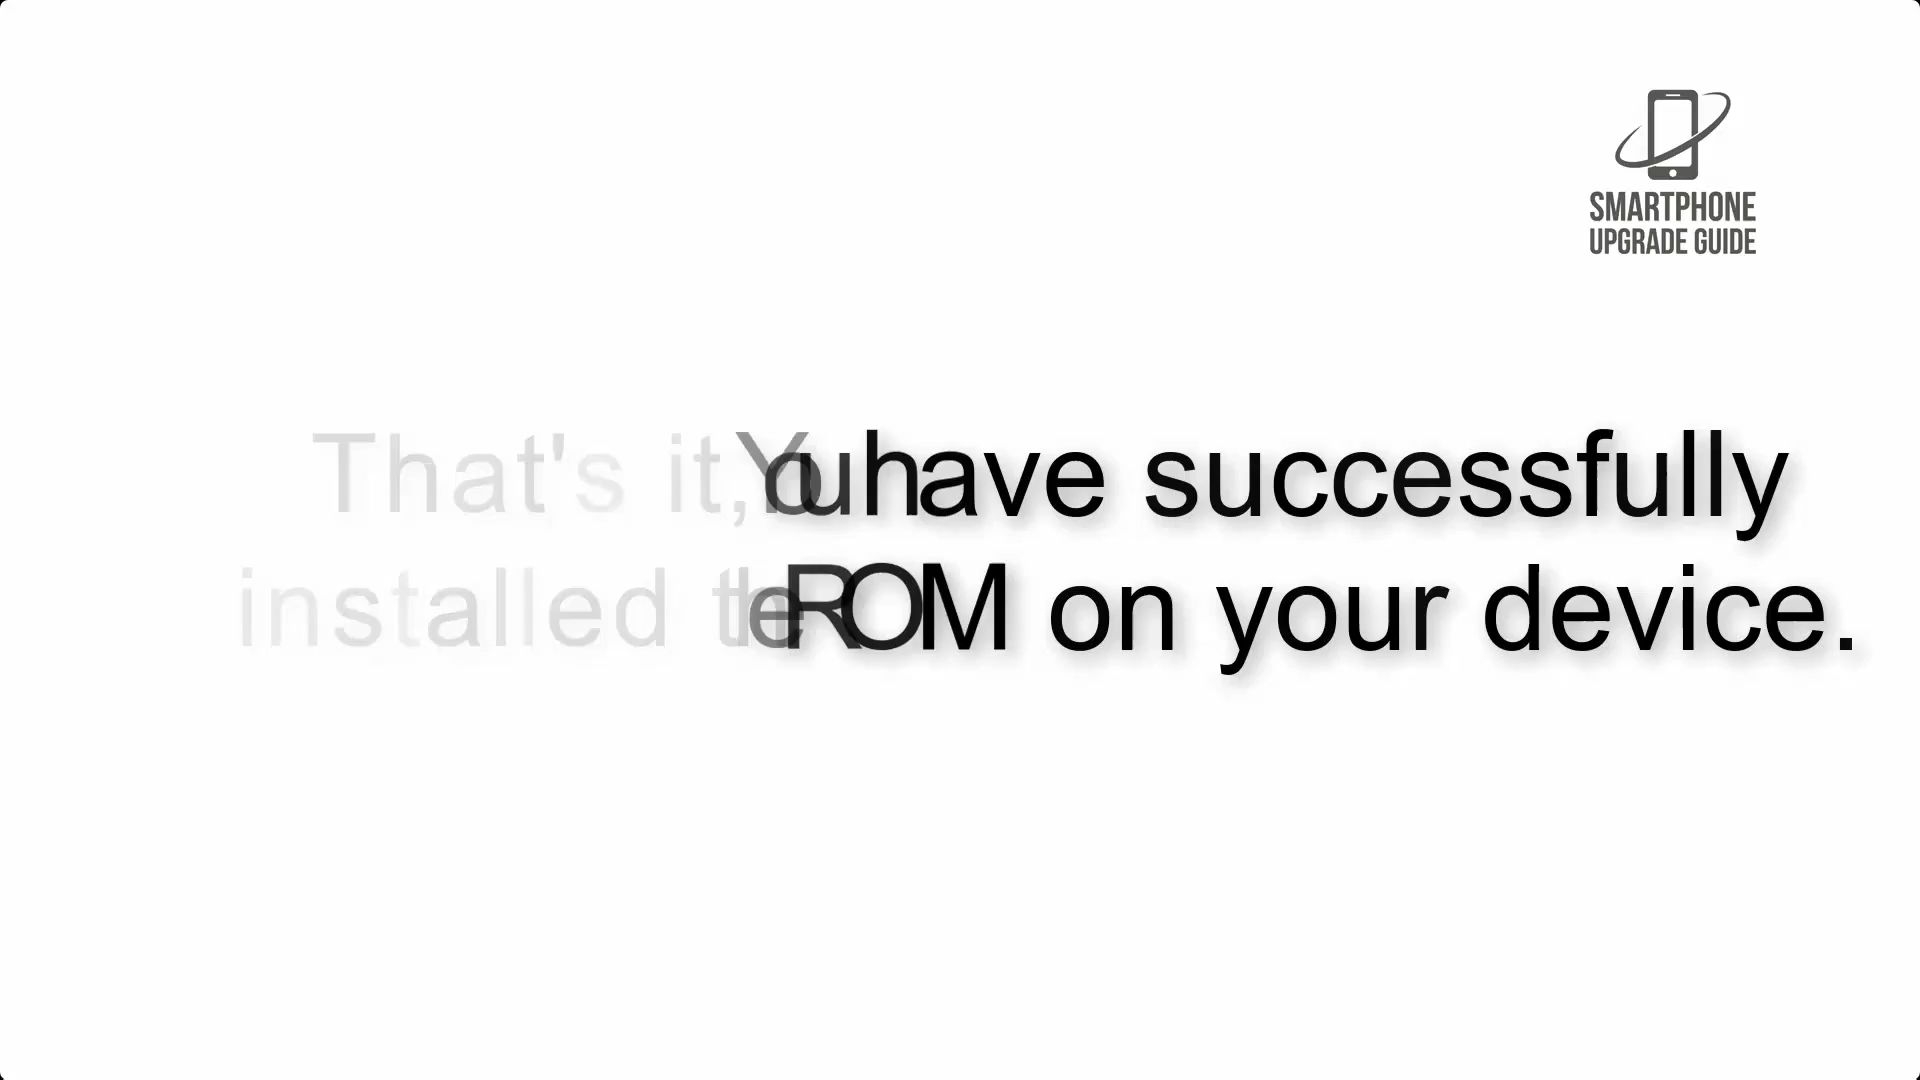 SMARTPHONE
UPGRADE GUIDE
That's it, You have successfully
installed the ROM on your device.